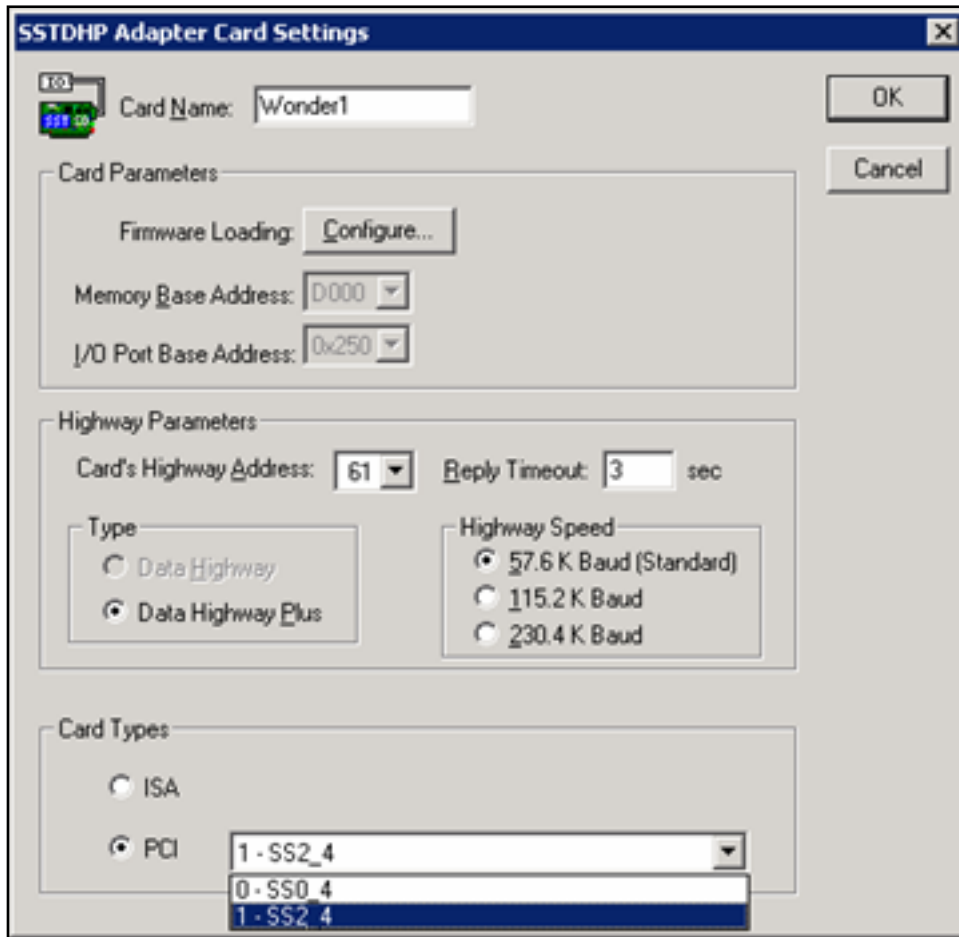 SSTDHP Adapter Card Settings
IO
SST
Card Name: Wonder1
OK
Cancel
Card Parameters
Firmware Loading: Configure...
Memory Base Address: D000
I/O Port Base Address: 0x250
Highway Parameters
Card's Highway Address: 61 Reply Timeout: 3 sec
Type
Data Highway
Data Highway Plus
Highway Speed
57.6 K Baud (Standard)
115.2 K Baud
230.4 K Baud
Card Types
ISA
PCI 1 - SS2_4
0 - SS0_4
1 - SS2_4